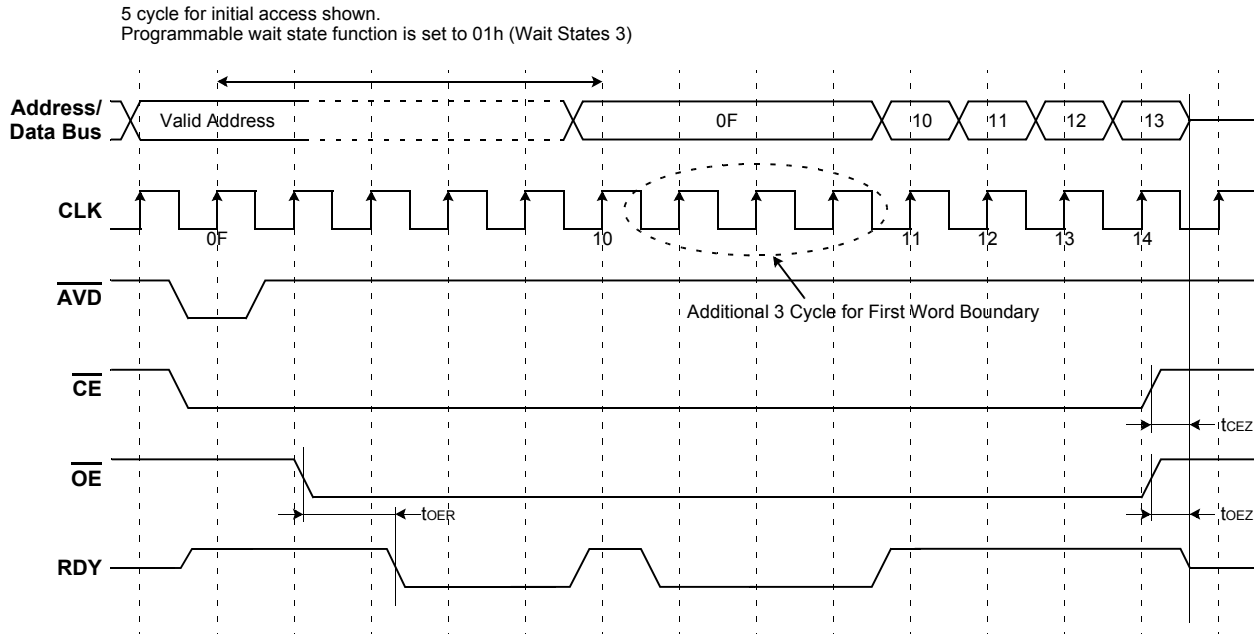 5 cycle for initial access shown.
Programmable wait state function is set to 01h (Wait States 3)
Address/
Data Bus
Valid Address
0F
10
11
12
13
CLK
0F
10
11
12
13
14
AVD
Additional 3 Cycle for First Word Boundary
CE
tCEZ
OE
tOER
tOEZ
RDY